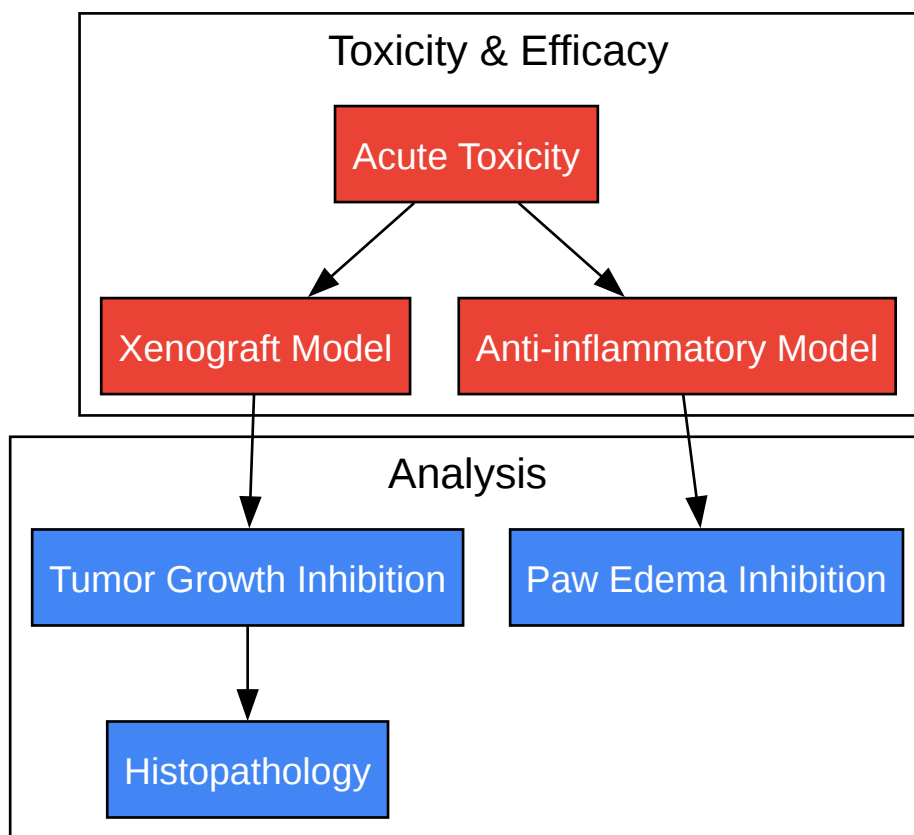 Toxicity & Efficacy
Acute Toxicity
Xenograft Model
Anti-inflammatory Model
Analysis
Tumor Growth Inhibition
Paw Edema Inhibition
Histopathology